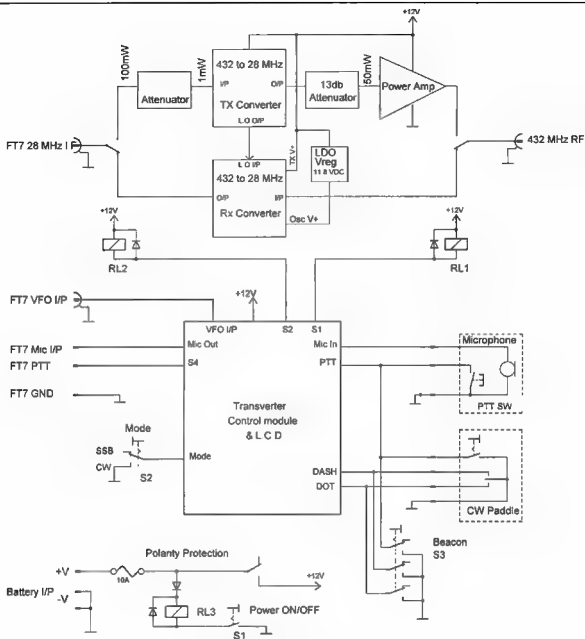 +12V
100mW
1mW
432 to 28 MHz
I/P
O/P
TX Converter
L O O/P
Attenuator
13db
Attenuator
50mW
Power Amp
FT7 28 MHz I
432 MHz RF
L O I/P
432 to 28 MHz
O/P
I/P
Rx Converter
TX V+
Osc V+
LDO
Vreg
11 8 VDC
+12V
RL2
+12V
RL1
FT7 VFO I/P
+12V
VFO I/P
S2
S1
FT7 Mic I/P
Mic Out
Mic In
Microphone
FT7 PTT
S4
PTT
PTT SW
FT7 GND
Transverter
Control module
& L C D
Mode
SSB
CW
S2
Mode
DASH
DOT
CW Paddle
Beacon
S3
Polanty Protection
+V
10A
+12V
Battery I/P
-V
RL3
Power ON/OFF
S1